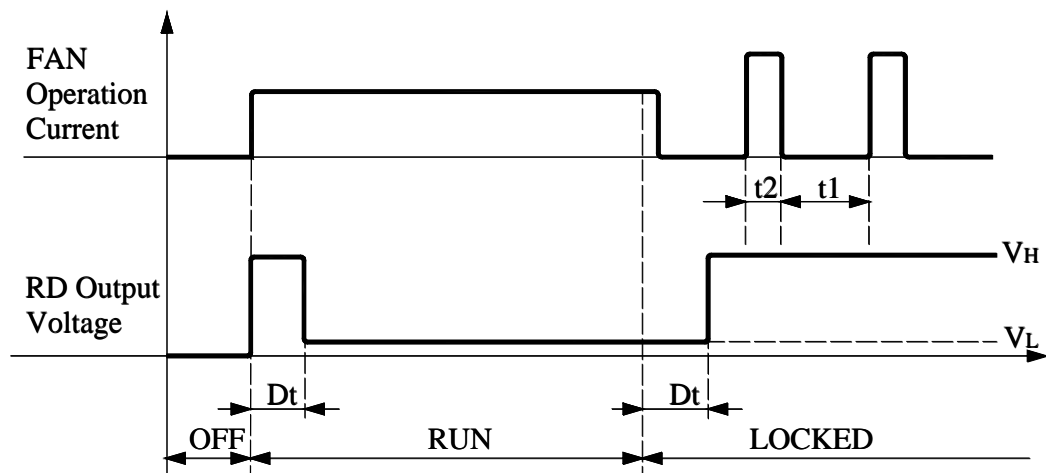 FAN
Operation
Current
t2
t1
VH
RD Output
Voltage
VL
Dt
Dt
OFF
RUN
LOCKED